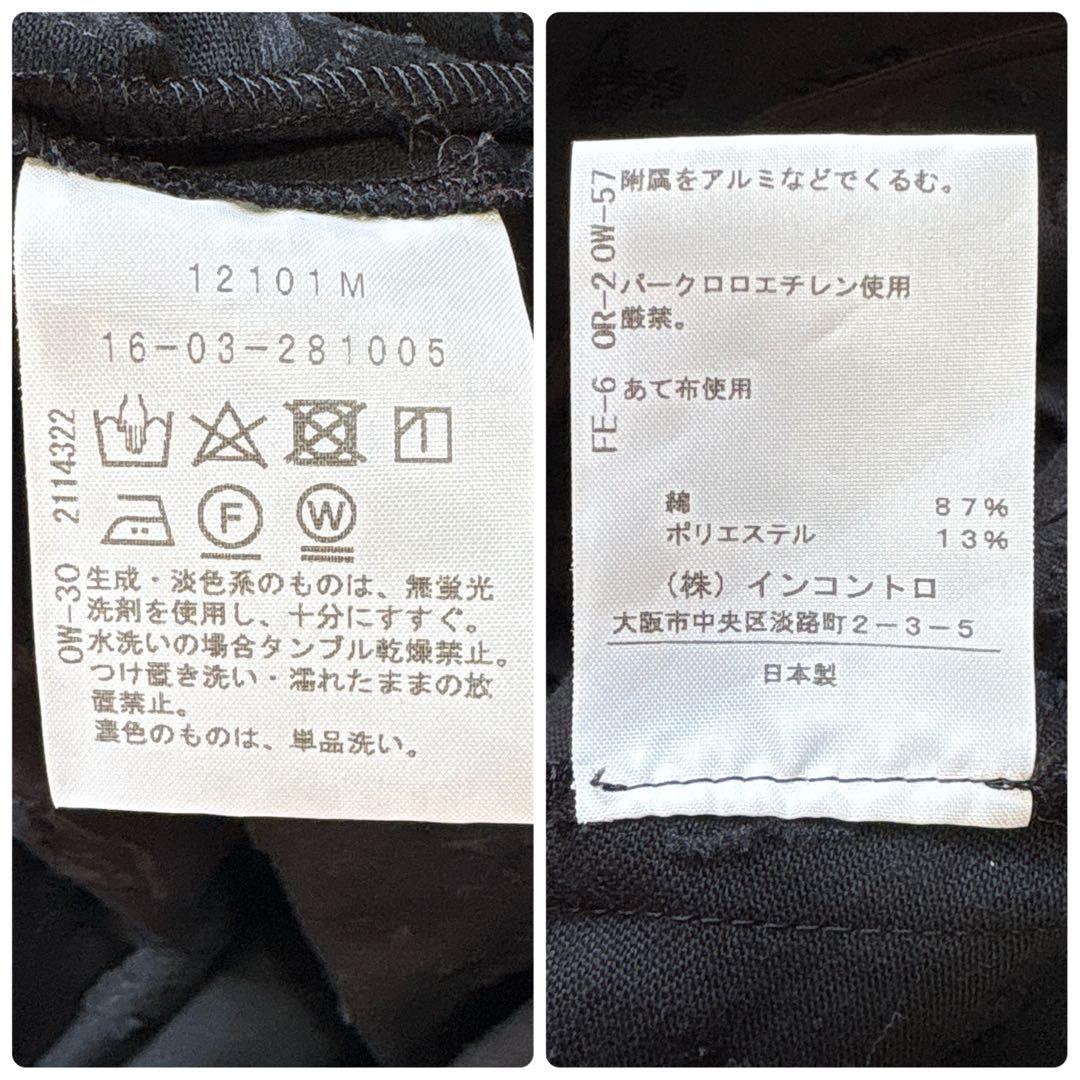 12101M
16-03-281005
2114322
F
W
OW-30
生成・淡色系のものは、無蛍光
洗剤を使用し、十分にすすぐ。
水洗いの場合タンブル乾燥禁止。
つけ置き洗い・濡れたままの放
置禁止。
濃色のものは、単品洗い。
OW-57
附属をアルミなどでくるむ。
OR-2
パークロロエチレン使用
厳禁。
FE-6
あて布使用
綿 87%
ポリエステル 13%
（株）インコントロ
大阪市中央区淡路町2-3-5
日本製